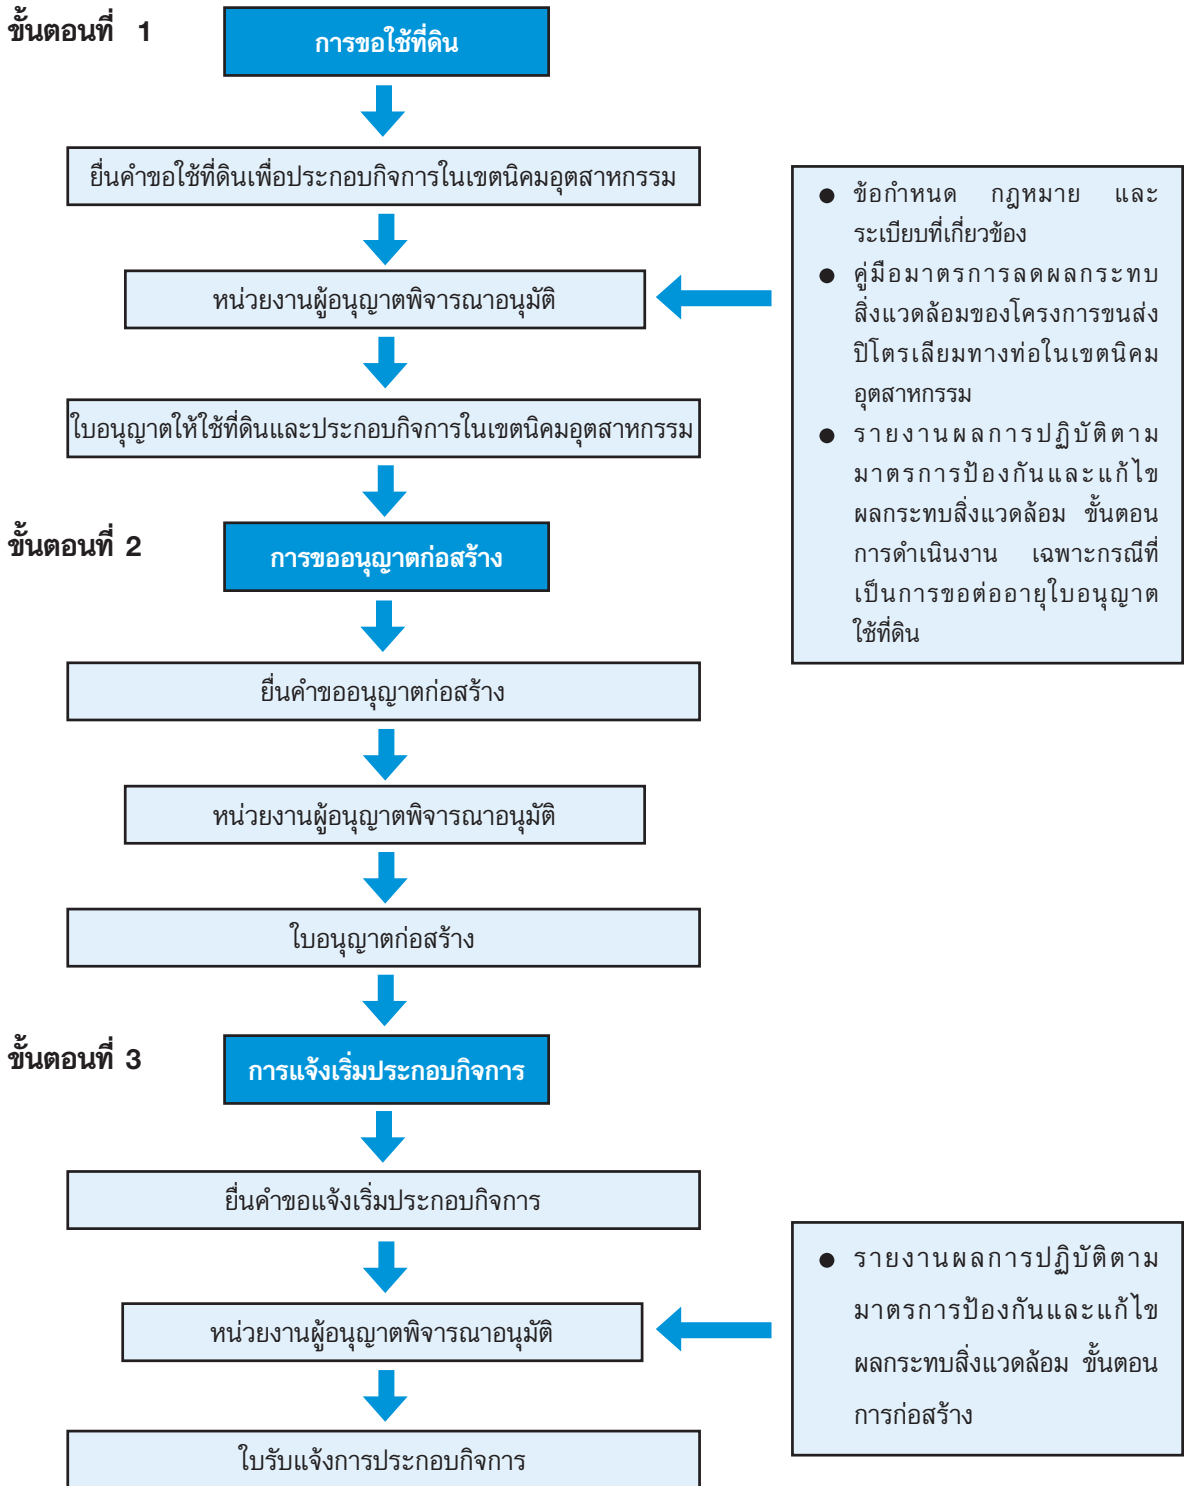 ขั้นตอนที่ 1
การขอใช้ที่ดิน
ยื่นคำขอใช้ที่ดินเพื่อประกอบกิจการในเขตนิคมอุตสาหกรรม
หน่วยงานผู้อนุญาตพิจารณาอนุมัติ
● ข้อกำหนด กฎหมาย และ
ระเบียบที่เกี่ยวข้อง
● คู่มือมาตรการลดผลกระทบ
สิ่งแวดล้อมของโครงการขนส่ง
ปิโตรเลียมทางท่อในเขตนิคม
อุตสาหกรรม
● รายงานผลการปฏิบัติตาม
มาตรการป้องกันและแก้ไข
ผลกระทบสิ่งแวดล้อม ขั้นตอน
การดำเนินงาน เฉพาะกรณีที่
เป็นการขอต่ออายุใบอนุญาต
ใช้ที่ดิน
ใบอนุญาตให้ใช้ที่ดินและประกอบกิจการในเขตนิคมอุตสาหกรรม
ขั้นตอนที่ 2
การขออนุญาตก่อสร้าง
ยื่นคำขออนุญาตก่อสร้าง
หน่วยงานผู้อนุญาตพิจารณาอนุมัติ
ใบอนุญาตก่อสร้าง
ขั้นตอนที่ 3
การแจ้งเริ่มประกอบกิจการ
ยื่นคำขอแจ้งเริ่มประกอบกิจการ
หน่วยงานผู้อนุญาตพิจารณาอนุมัติ
● รายงานผลการปฏิบัติตาม
มาตรการป้องกันและแก้ไข
ผลกระทบสิ่งแวดล้อม ขั้นตอน
การก่อสร้าง
ใบรับแจ้งการประกอบกิจการ